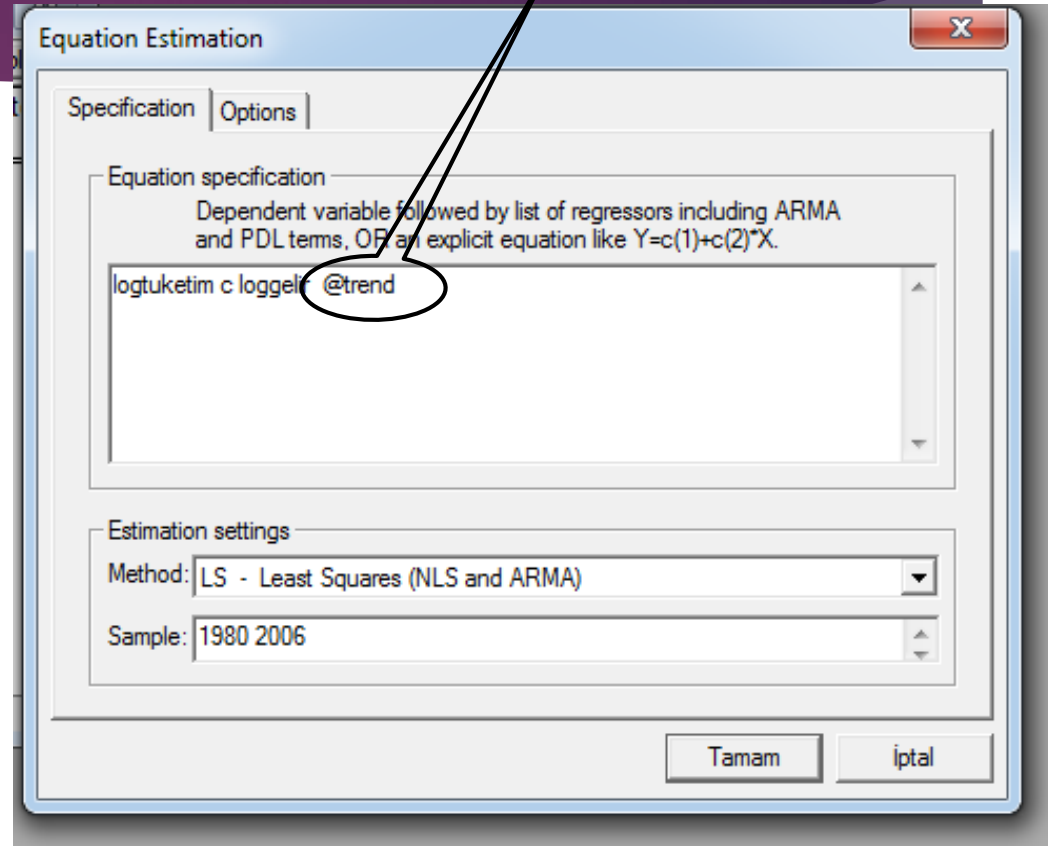 Equation Estimation
Specification
Options
Equation specification
Dependent variable followed by list of regressors including ARMA
and PDL terms, OR an explicit equation like Y=c(1)+c(2)*X.
logtuketim c loggelir @trend
Estimation settings
Method: LS - Least Squares (NLS and ARMA)
Sample: 1980 2006
Tamam
İptal